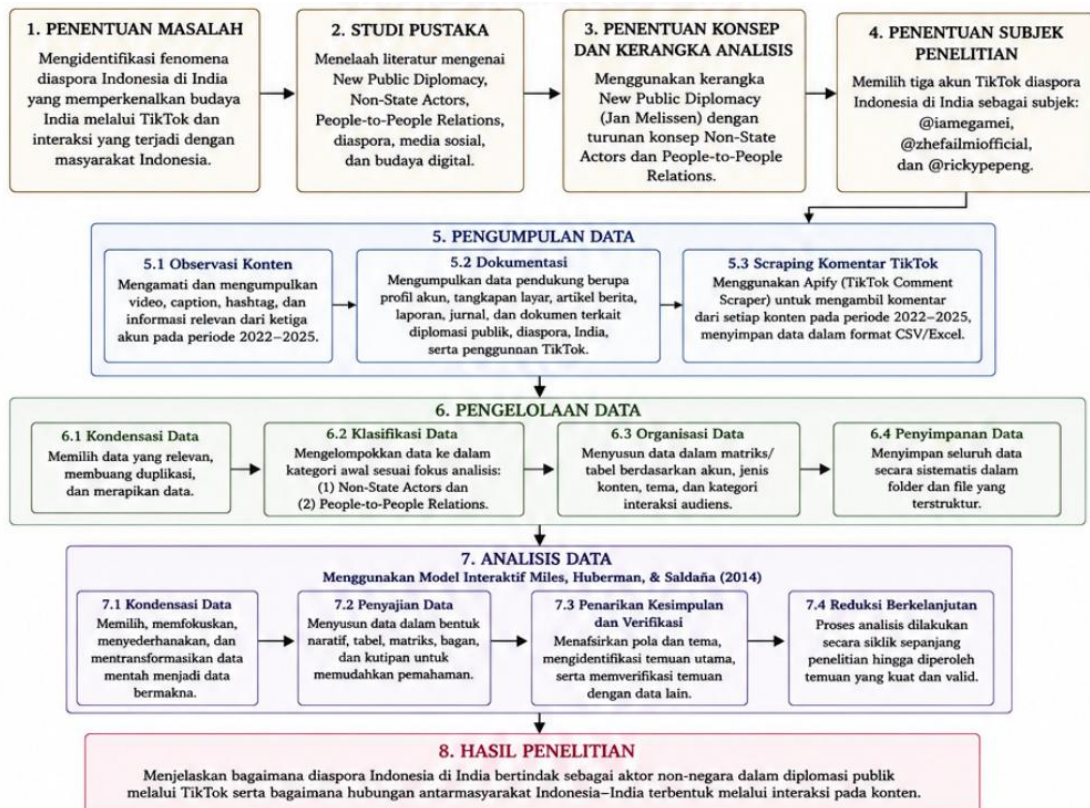 1. PENENTUAN MASALAH
Mengidentifikasi fenomena
diaspora Indonesia di India
yang memperkenalkan budaya
India melalui TikTok dan
interaksi yang terjadi dengan
masyarakat Indonesia.
2. STUDI PUSTAKA
Menelaah literatur mengenai
New Public Diplomacy,
Non-State Actors,
People-to-People Relations,
diaspora, media sosial,
dan budaya digital.
3. PENENTUAN KONSEP
DAN KERANGKA ANALISIS
Menggunakan kerangka
New Public Diplomacy
(Jan Melissen) dengan
turunan konsep Non-State
Actors dan People-to-People
Relations.
4. PENENTUAN SUBJEK
PENELITIAN
Memilih tiga akun TikTok diaspora
Indonesia di India sebagai subjek:
@iamegamei,
@zhefailmiofficial,
dan @rickypepeng.
5. PENGUMPULAN DATA
5.1 Observasi Konten
Mengamati dan mengumpulkan
video, caption, hashtag, dan
informasi relevan dari ketiga
akun pada periode 2022–2025.
5.2 Dokumentasi
Mengumpulkan data pendukung berupa
profil akun, tangkapan layar, artikel berita,
laporan, jurnal, dan dokumen terkait
diplomasi publik, diaspora, India,
serta penggunnan TikTok.
5.3 Scraping Komentar TikTok
Menggunakan Apify (TikTok Comment
Scraper) untuk mengambil komentar
dari setiap konten pada periode 2022–2025,
menyimpan data dalam format CSV/Excel.
6. PENGELOLAAN DATA
6.1 Kondensasi Data
Memilih data yang relevan,
membuang duplikasi,
dan merapikan data.
6.2 Klasifikasi Data
Mengelompokkan data ke dalam
kategori awal sesuai fokus analisis:
(1) Non-State Actors dan
(2) People-to-People Relations.
6.3 Organisasi Data
Menyusun data dalam matriks/
tabel berdasarkan akun, jenis
konten, tema, dan kategori
interaksi audiens.
6.4 Penyimpanan Data
Menyimpan seluruh data
secara sistematis dalam
folder dan file yang
terstruktur.
7. ANALISIS DATA
Menggunakan Model Interaktif Miles, Huberman, & Saldaña (2014)
7.1 Kondensasi Data
Memilih, memfokuskan,
menyederhanakan, dan
mentransformasikan data
mentah menjadi data
bermakna.
7.2 Penyajian Data
Menyusun data dalam bentuk
naratif, tabel, matriks, bagan,
dan kutipan untuk
memudahkan pemahaman.
7.3 Penarikan Kesimpulan
dan Verifikasi
Menafsirkan pola dan tema,
mengidentifikasi temuan utama,
serta memverifikasi temuan
dengan data lain.
7.4 Reduksi Berkelanjutan
Proses analisis dilakukan
secara siklik sepanjang
penelitian hingga diperoleh
temuan yang kuat dan valid.
8. HASIL PENELITIAN
Menjelaskan bagaimana diaspora Indonesia di India bertindak sebagai aktor non-negara dalam diplomasi publik
melalui TikTok serta bagaimana hubungan antarmasyarakat Indonesia–India terbentuk melalui interaksi pada konten.